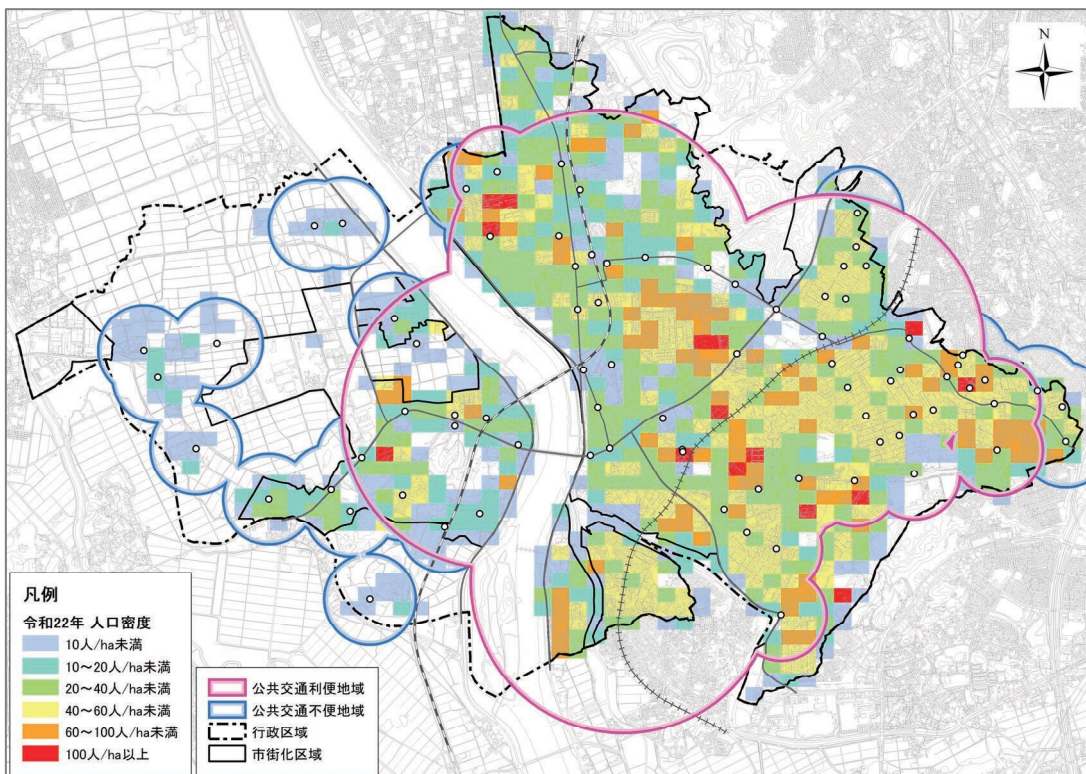 N
凡例
令和22年 人口密度
10人/ha未満
10~20人/ha未満
20~40人/ha未満
40~60人/ha未満
60~100人/ha未満
100人/ha以上
公共交通利便地域
公共交通不便地域
行政区域
市街化区域